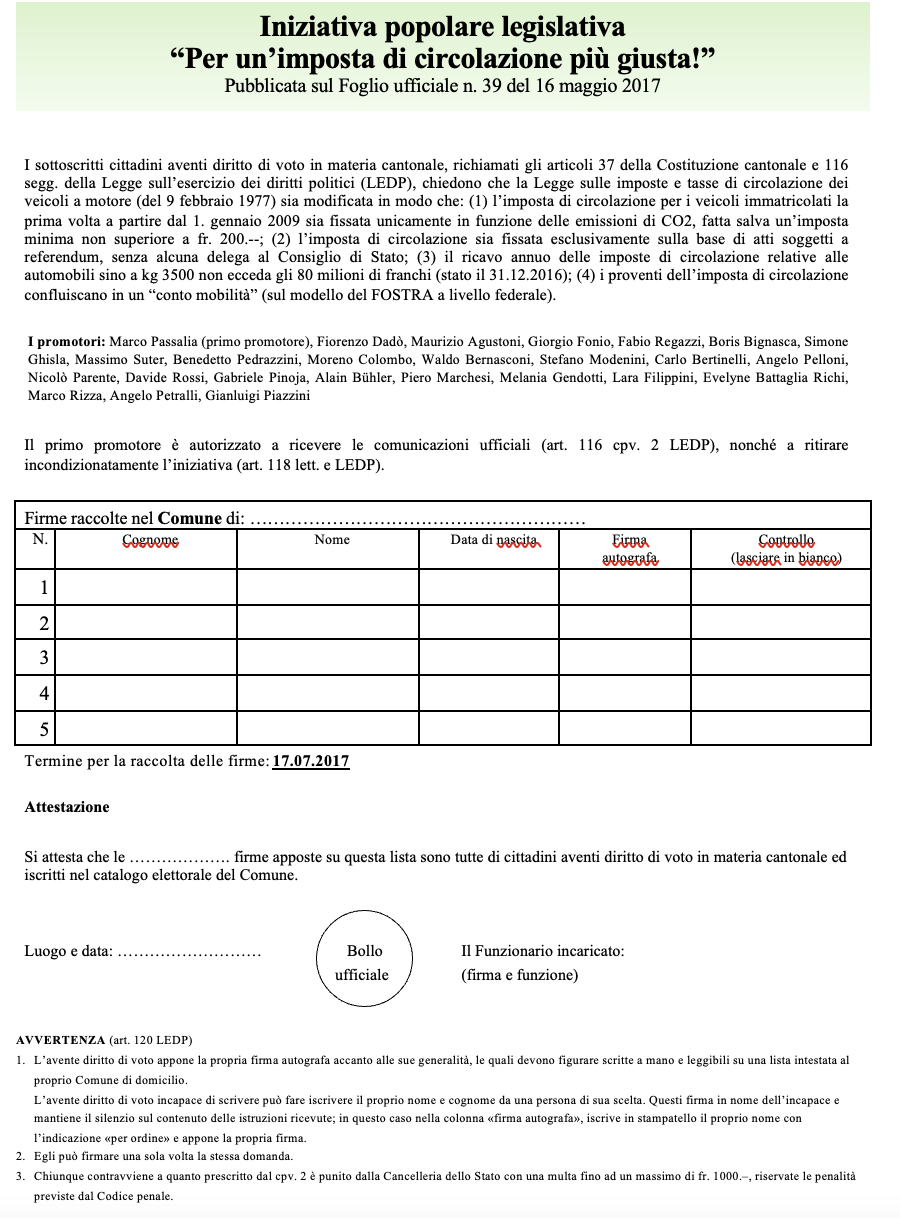 Iniziativa popolare legislativa
“Per un’imposta di circolazione più giusta!”
Pubblicata sul Foglio ufficiale n. 39 del 16 maggio 2017
I sottoscritti cittadini aventi diritto di voto in materia cantonale, richiamati gli articoli 37 della Costituzione cantonale e 116
segg. della Legge sull’esercizio dei diritti politici (LEDP), chiedono che la Legge sulle imposte e tasse di circolazione dei
veicoli a motore (del 9 febbraio 1977) sia modificata in modo che: (1) l’imposta di circolazione per i veicoli immatricolati la
prima volta a partire dal 1. gennaio 2009 sia fissata unicamente in funzione delle emissioni di CO2, fatta salva un’imposta
minima non superiore a fr. 200.--; (2) l’imposta di circolazione sia fissata esclusivamente sulla base di atti soggetti a
referendum, senza alcuna delega al Consiglio di Stato; (3) il ricavo annuo delle imposte di circolazione relative alle
automobili sino a kg 3500 non ecceda gli 80 milioni di franchi (stato il 31.12.2016); (4) i proventi dell’imposta di circolazione
confluiscano in un “conto mobilità” (sul modello del FOSTRA a livello federale).
I promotori: Marco Passalia (primo promotore), Fiorenzo Dadò, Maurizio Agustoni, Giorgio Fonio, Fabio Regazzi, Boris Bignasca, Simone
Ghisla, Massimo Suter, Benedetto Pedrazzini, Moreno Colombo, Waldo Bernasconi, Stefano Modenini, Carlo Bertinelli, Angelo Pelloni,
Nicolò Parente, Davide Rossi, Gabriele Pinoja, Alain Bühler, Piero Marchesi, Melania Gendotti, Lara Filippini, Evelyne Battaglia Richi,
Marco Rizza, Angelo Petralli, Gianluigi Piazzini
Il primo promotore è autorizzato a ricevere le comunicazioni ufficiali (art. 116 cpv. 2 LEDP), nonché a ritirare
incondizionatamente l’iniziativa (art. 118 lett. e LEDP).
Firme raccolte nel Comune di: ………………………………………………….
N. Cognome Nome Data di nascita Firma autografa Controllo (lasciare in bianco)
1
2
3
4
5
Termine per la raccolta delle firme: 17.07.2017
Attestazione
Si attesta che le ………………. firme apposte su questa lista sono tutte di cittadini aventi diritto di voto in materia cantonale ed
iscritti nel catalogo elettorale del Comune.
Luogo e data: ………………………
Bollo
ufficiale
Il Funzionario incaricato:
(firma e funzione)
AVVERTENZA (art. 120 LEDP)
1. L’avente diritto di voto appone la propria firma autografa accanto alle sue generalità, le quali devono figurare scritte a mano e leggibili su una lista intestata al
proprio Comune di domicilio.
L’avente diritto di voto incapace di scrivere può fare iscrivere il proprio nome e cognome da una persona di sua scelta. Questi firma in nome dell’incapace e
mantiene il silenzio sul contenuto delle istruzioni ricevute; in questo caso nella colonna «firma autografa», iscrive in stampatello il proprio nome con
l’indicazione «per ordine» e appone la propria firma.
2. Egli può firmare una sola volta la stessa domanda.
3. Chiunque contravviene a quanto prescritto dal cpv. 2 è punito dalla Cancelleria dello Stato con una multa fino ad un massimo di fr. 1000.–, riservate le penalità
previste dal Codice penale.